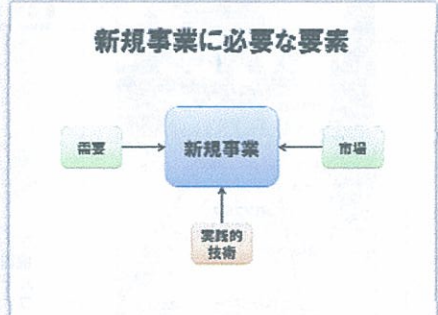 新規事業に必要な要素
需要
新規事業
市場
実践的
技術